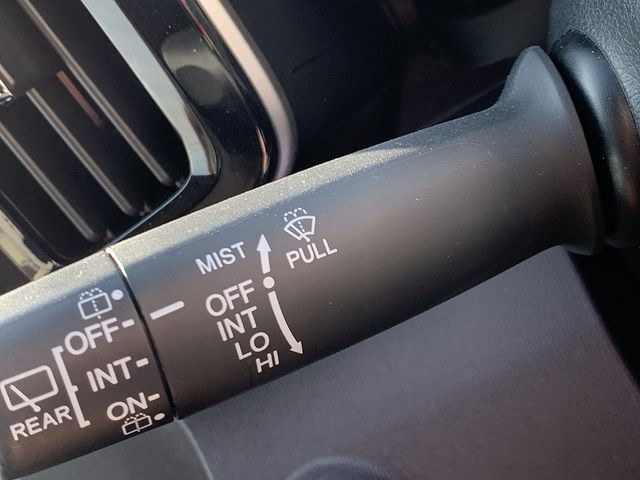 MIST
PULL
OFF
INT
LO
HI
OFF
INT
ON
REAR